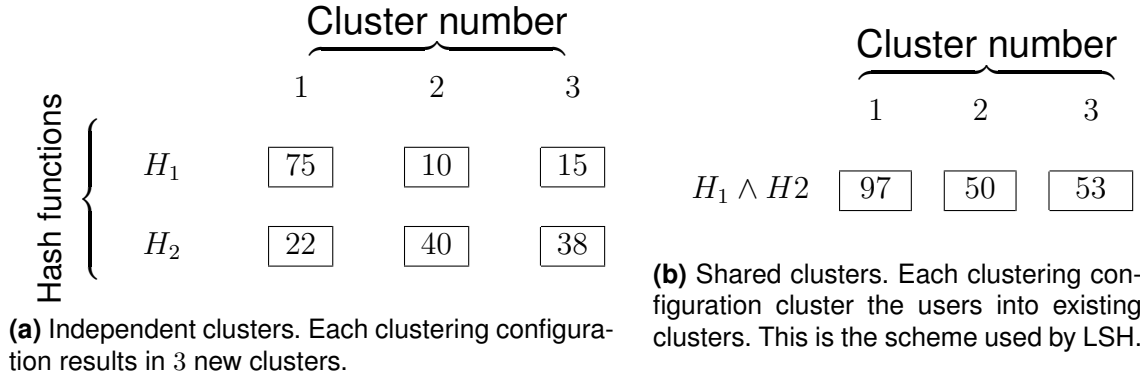 Cluster number
1 2 3
Hash functions
H₁ 75 10 15
H₂ 22 40 38
(a) Independent clusters. Each clustering configura-
tion results in 3 new clusters.
Cluster number
1 2 3
H₁ ∧ H2 97 50 53
(b) Shared clusters. Each clustering con-
figuration cluster the users into existing
clusters. This is the scheme used by LSH.